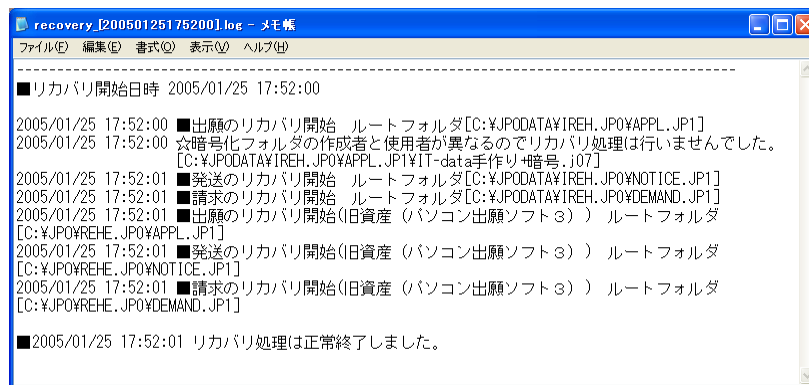 recovery_[20050125175200].log - メモ帳
ファイル(F) 編集(E) 書式(O) 表示(V) ヘルプ(H)
------------------------------------------------------------------------------------------
■リカバリ開始日時 2005/01/25 17:52:00
2005/01/25 17:52:00 ■出願のリカバリ開始 ルートフォルダ[C:¥JPODATA¥IREH.JPO¥APPL.JP1]
2005/01/25 17:52:00 ☆暗号化フォルダの作成者と使用者が異なるのでリカバリ処理は行いませんでした。
[C:¥JPODATA¥IREH.JPO¥APPL.JP1¥IT-data手作り+暗号.j07]
2005/01/25 17:52:01 ■発送のリカバリ開始 ルートフォルダ[C:¥JPODATA¥IREH.JPO¥NOTICE.JP1]
2005/01/25 17:52:01 ■請求のリカバリ開始 ルートフォルダ[C:¥JPODATA¥IREH.JPO¥DEMAND.JP1]
2005/01/25 17:52:01 ■出願のリカバリ開始(旧資産（パソコン出願ソフト３）) ルートフォルダ
[C:¥JPO¥REHE.JPO¥APPL.JP1]
2005/01/25 17:52:01 ■発送のリカバリ開始(旧資産（パソコン出願ソフト３）) ルートフォルダ
[C:¥JPO¥REHE.JPO¥NOTICE.JP1]
2005/01/25 17:52:01 ■請求のリカバリ開始(旧資産（パソコン出願ソフト３）) ルートフォルダ
[C:¥JPO¥REHE.JPO¥DEMAND.JP1]
■2005/01/25 17:52:01 リカバリ処理は正常終了しました。